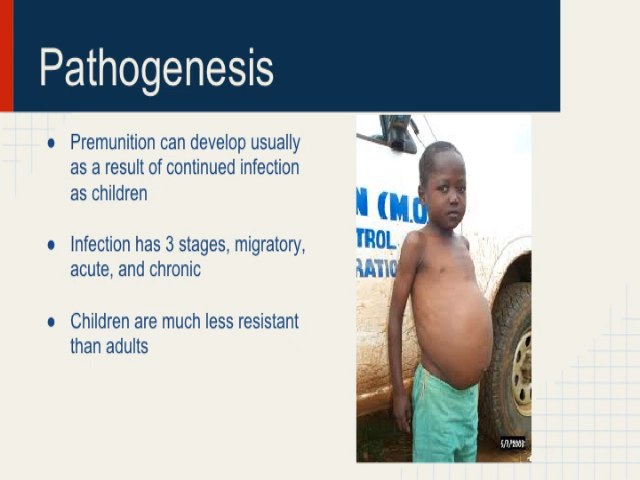 Pathogenesis
● Premunition can develop usually
as a result of continued infection
as children
● Infection has 3 stages, migratory,
acute, and chronic
● Children are much less resistant
than adults
N (M.O
TROL
RATIO